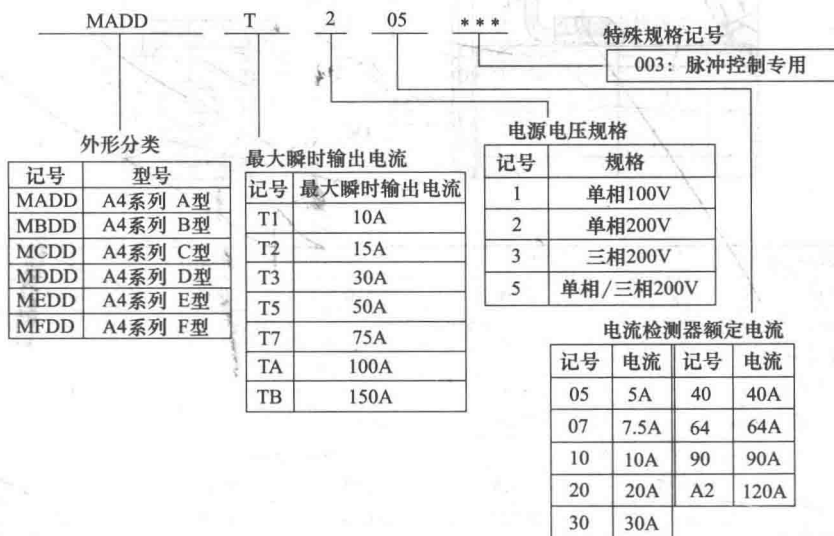 MADD T 2 05 ***
特殊规格记号
003：脉冲控制专用
外形分类
记号 型号
MADD A4系列 A型
MBDD A4系列 B型
MCDD A4系列 C型
MDDD A4系列 D型
MEDD A4系列 E型
MFDD A4系列 F型
最大瞬时输出电流
记号 最大瞬时输出电流
T1 10A
T2 15A
T3 30A
T5 50A
T7 75A
TA 100A
TB 150A
电源电压规格
记号 规格
1 单相100V
2 单相200V
3 三相200V
5 单相/三相200V
电流检测器额定电流
记号 电流 记号 电流
05 5A 40 40A
07 7.5A 64 64A
10 10A 90 90A
20 20A A2 120A
30 30A